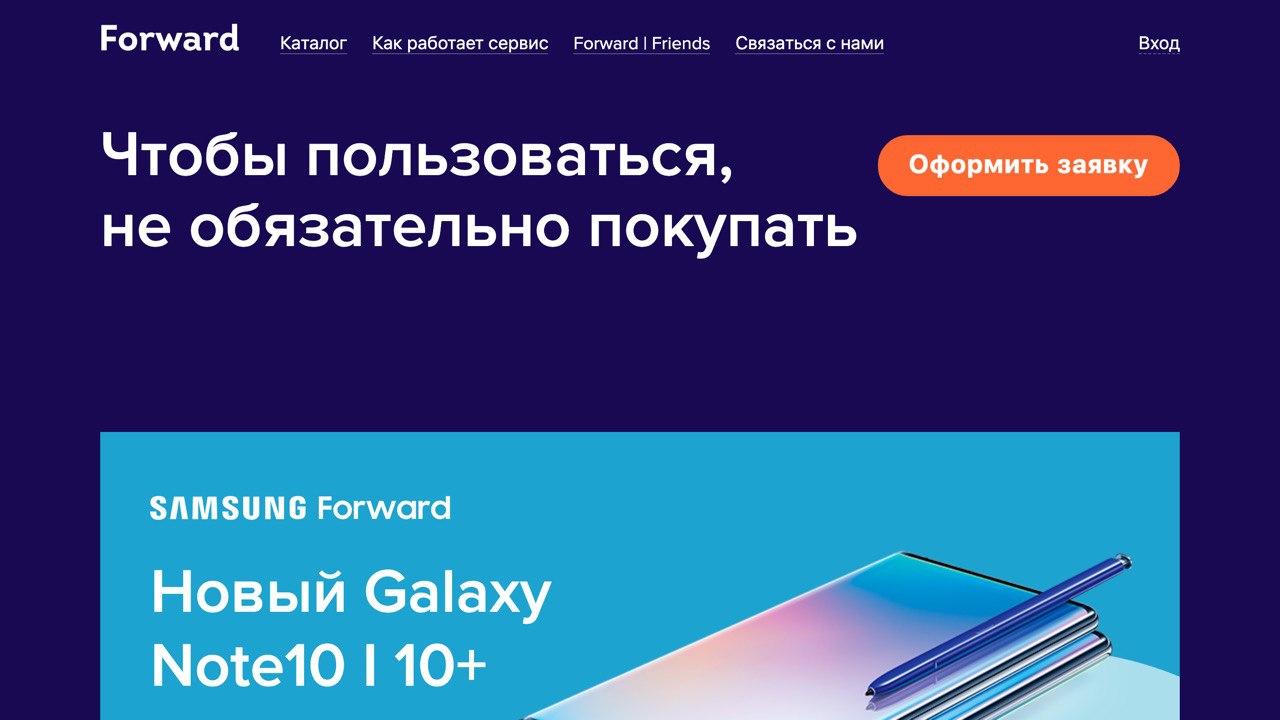 Forward
Каталог
Как работает сервис
Forward | Friends
Связаться с нами
Вход
Чтобы пользоваться,
не обязательно покупать
Оформить заявку
SAMSUNG Forward
Новый Galaxy
Note10 | 10+